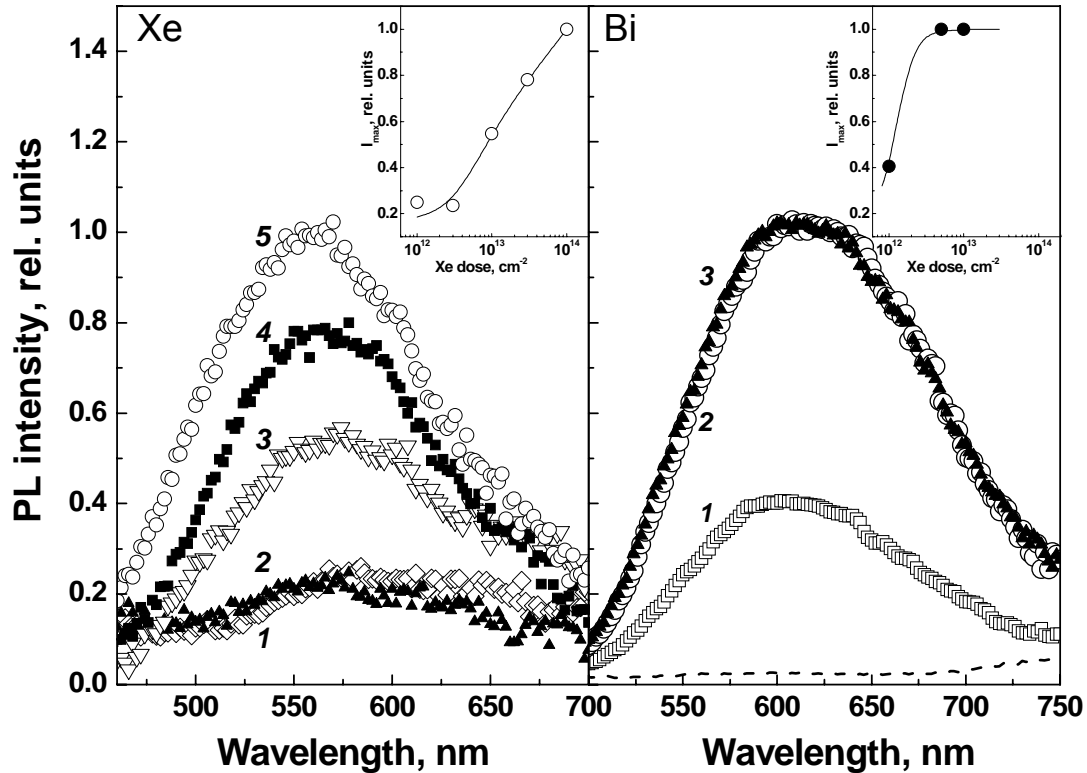 Xe
PL intensity, rel. units
1.4
1.2
1.0
0.8
0.6
0.4
0.2
0.0
5
4
3
2
1
500 550 600 650 700
Wavelength, nm
I_max, rel. units
1.0
0.8
0.6
0.4
0.2
10^12 10^13 10^14
Xe dose, cm^-2
Bi
3
2
1
550 600 650 700 750
Wavelength, nm
I_max, rel. units
1.0
0.8
0.6
0.4
0.2
10^12 10^13 10^14
Xe dose, cm^-2